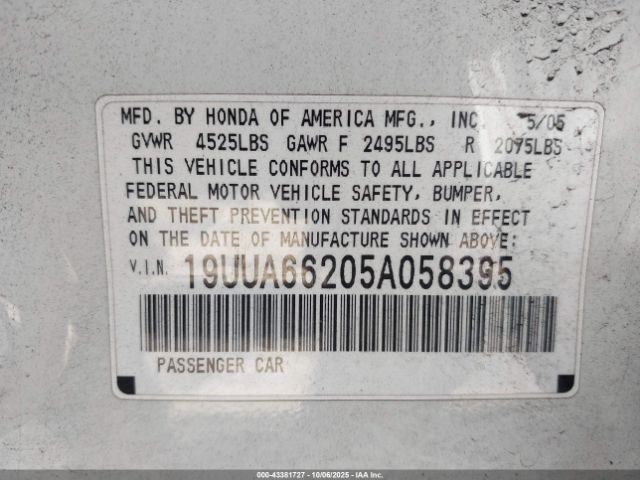 MFD. BY HONDA OF AMERICA MFG., INC. 5/05
GVWR 4525LBS GAWR F 2495LBS R 2075LBS
THIS VEHICLE CONFORMS TO ALL APPLICABLE
FEDERAL MOTOR VEHICLE SAFETY, BUMPER,
AND THEFT PREVENTION STANDARDS IN EFFECT
ON THE DATE OF MANUFACTURE SHOWN ABOVE:
V.I.N. 19UUA66205A058395
PASSENGER CAR
000-43381727 - 10/06/2025 - IAA Inc.